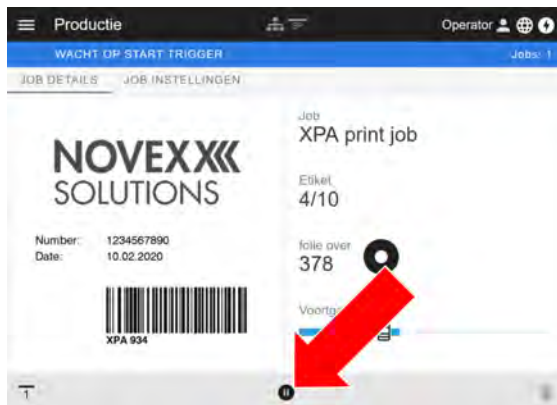 Productie
Operator
WACHT OP START TRIGGER
Jobs: 1
JOB DETAILS
JOB INSTELLINGEN
NOVEXX
SOLUTIONS
Number: 1234567890
Date: 10.02.2020
XPA 934
Job
XPA print job
Etiket
4/10
folie over
378
1